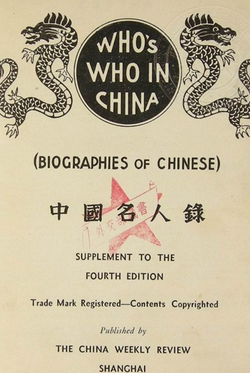 WHO'S
WHO IN
CHINA
(BIOGRAPHIES OF CHINESE)
中國名人錄
SUPPLEMENT TO THE
FOURTH EDITION
Trade Mark Registered—Contents Copyrighted
Published by
THE CHINA WEEKLY REVIEW
SHANGHAI